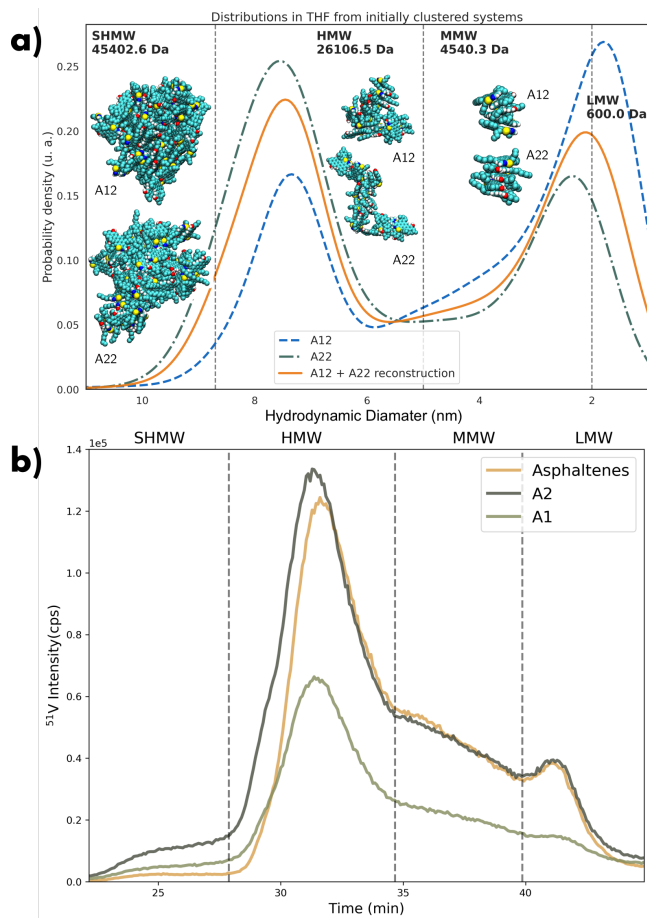 Distributions in THF from initially clustered systems
a)
SHMW
45402.6 Da
HMW
26106.5 Da
MMW
4540.3 Da
LMW
600.0 Da
A12
A22
A12
A22
A12
A22
Probability density (u. a.)
0.25
0.20
0.15
0.10
0.05
0.00
A12
A22
A12 + A22 reconstruction
10
8
6
4
2
Hydrodynamic Diamater (nm)
b)
SHMW
HMW
MMW
LMW
1e5
Asphaltenes
A2
A1
51V Intensity(cps)
1.4
1.2
1.0
0.8
0.6
0.4
0.2
0.0
25
30
35
40
Time (min)